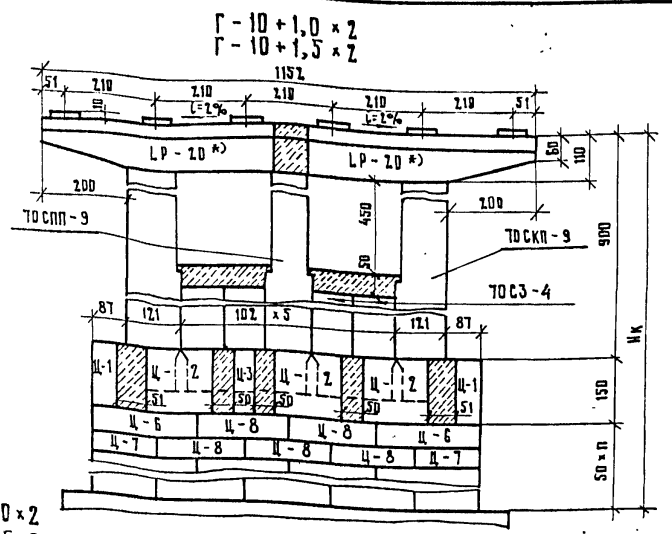 Г-10+1,0×2
Г-10+1,5×2
1152
51 210 210 210 210 210 51
10 i=2% i=2%
LP-20*) LP-20*) 60 110
200 200
70СПП-9 450 70СКП-9 900
50
70С3-4
87 121 102 ×5 121 87
Нк
Ц-1 Ц-2 Ц-3 Ц-2 Ц-2 Ц-1 150
51 50 50 50 51
Ц-6 Ц-8 Ц-8 Ц-6
Ц-7 Ц-8 Ц-8 Ц-7 50×п
0×2